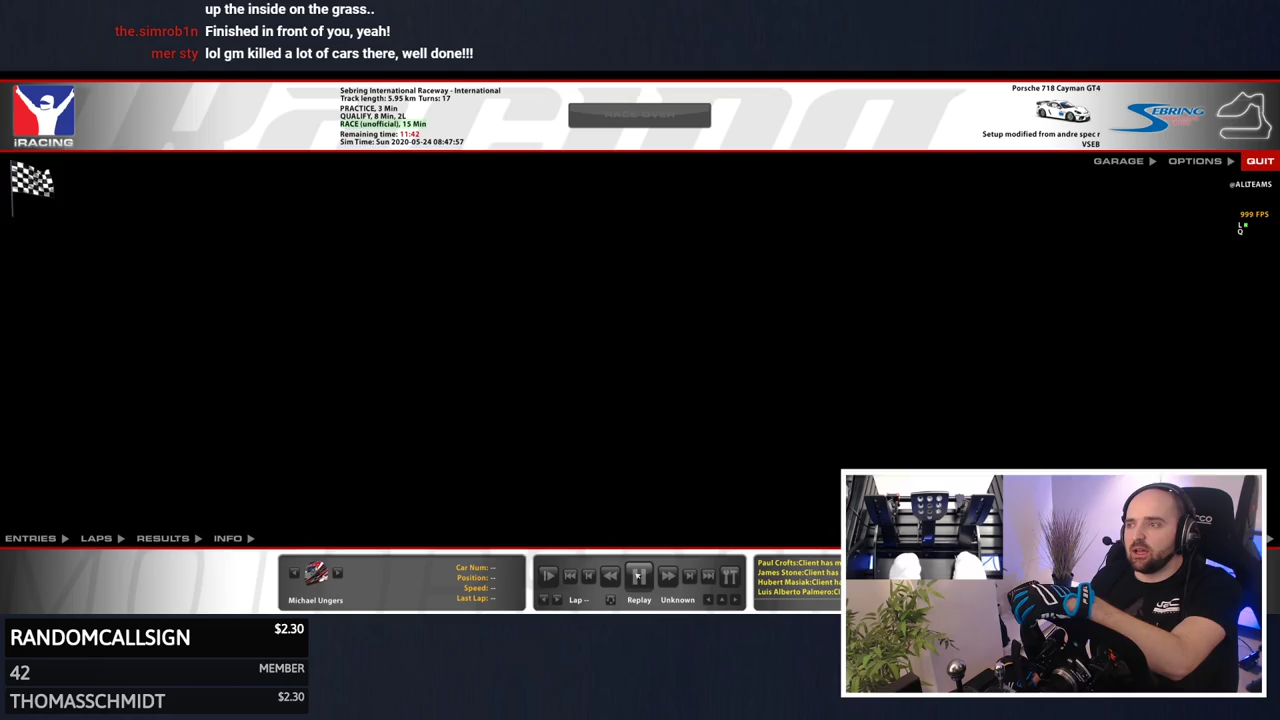 up the inside on the grass..
the.simrob1n Finished in front of you, yeah!
mer sty lol gm killed a lot of cars there, well done!!!
iRACING
Sebring International Raceway - International
Track length: 5.95 km Turns: 17
PRACTICE, 3 Min
QUALIFY, 8 Min, 2L
RACE (unofficial), 15 Min
Remaining time: 11:42
Sim Time: Sun 2020-05-24 08:47:57
RACE OVER
Porsche 718 Cayman GT4
SEBRING
Setup modified from andre spec r
VSEB
GARAGE OPTIONS QUIT
@ALLTEAMS
999 FPS
L
Q
ENTRIES LAPS RESULTS INFO
Michael Ungers
Car Num: --
Position: --
Speed: --
Last Lap: --
Lap -- Replay Unknown
Paul Crofts:Client has m
James Stone:Client has
Hubert Masiak:Client h
Luis Alberto Palmero:Cl
RANDOMCALLSIGN $2.30
42 MEMBER
THOMASSCHMIDT $2.30